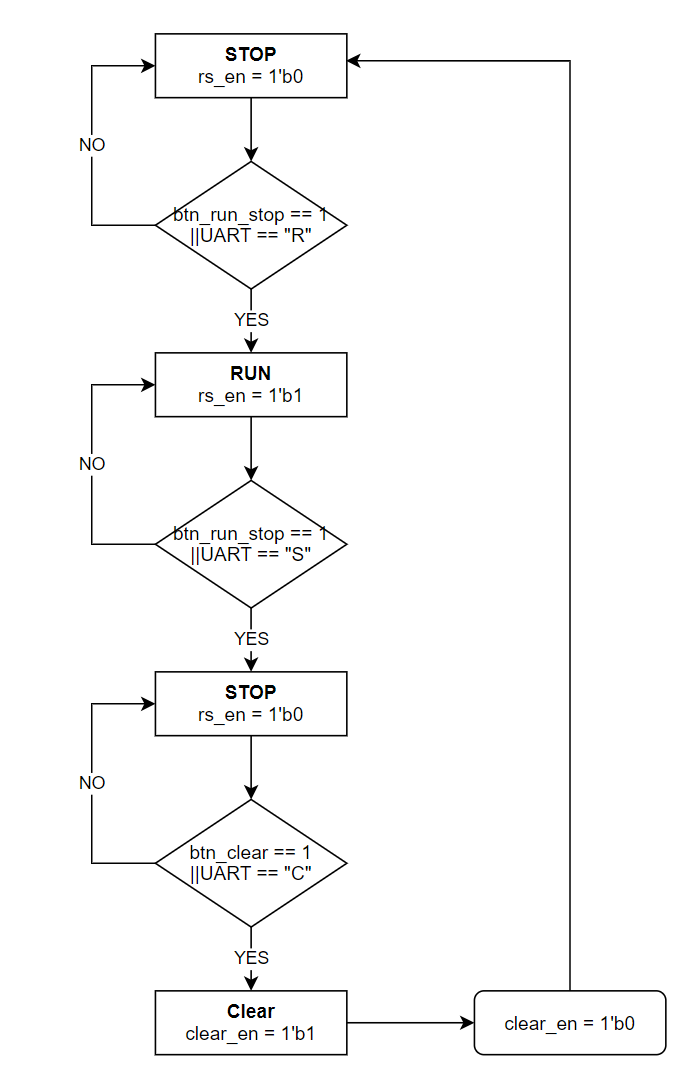 STOP
rs_en = 1'b0
NO
btn_run_stop == 1
||UART == "R"
YES
RUN
rs_en = 1'b1
NO
btn_run_stop == 1
||UART == "S"
YES
STOP
rs_en = 1'b0
NO
btn_clear == 1
||UART == "C"
YES
Clear
clear_en = 1'b1
clear_en = 1'b0